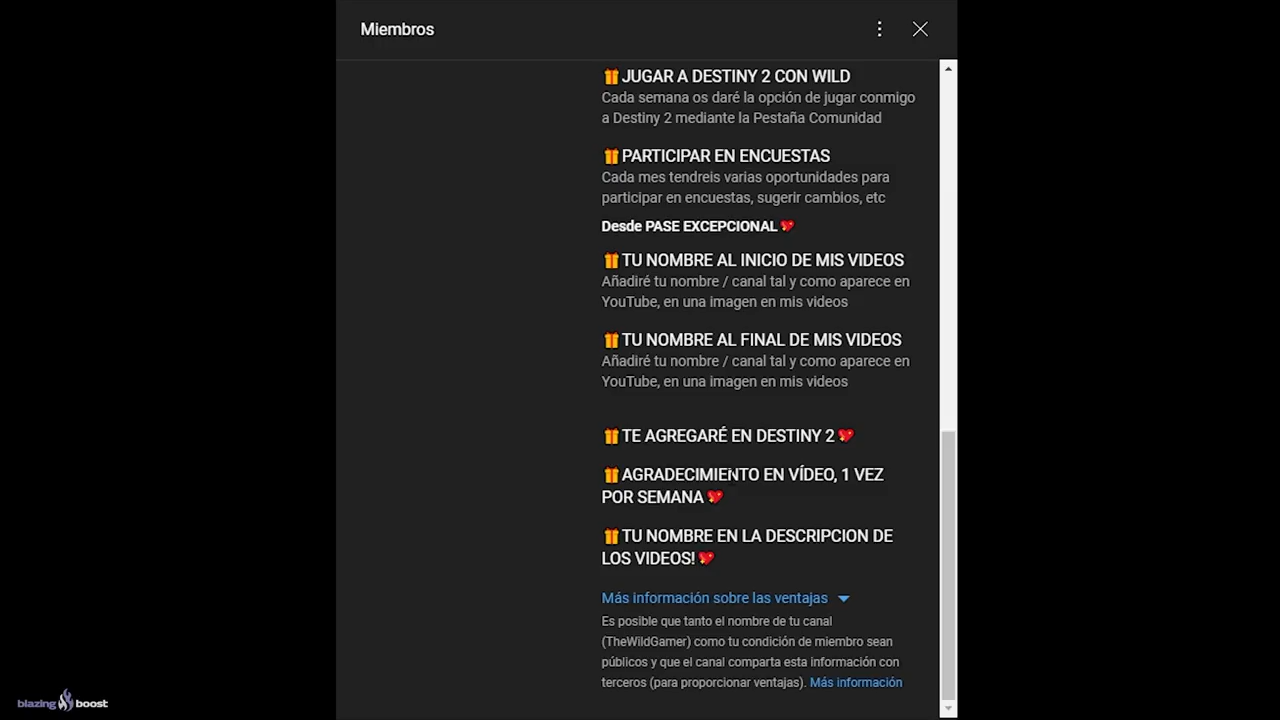 Miembros
JUGAR A DESTINY 2 CON WILD
Cada semana os daré la opción de jugar conmigo
a Destiny 2 mediante la Pestaña Comunidad
PARTICIPAR EN ENCUESTAS
Cada mes tendreis varias oportunidades para
participar en encuestas, sugerir cambios, etc
Desde PASE EXCEPCIONAL
TU NOMBRE AL INICIO DE MIS VIDEOS
Añadiré tu nombre / canal tal y como aparece en
YouTube, en una imagen en mis videos
TU NOMBRE AL FINAL DE MIS VIDEOS
Añadiré tu nombre / canal tal y como aparece en
YouTube, en una imagen en mis videos
TE AGREGARÉ EN DESTINY 2
AGRADECIMIENTO EN VÍDEO, 1 VEZ
POR SEMANA
TU NOMBRE EN LA DESCRIPCION DE
LOS VIDEOS!
Más información sobre las ventajas
Es posible que tanto el nombre de tu canal
(TheWildGamer) como tu condición de miembro sean
públicos y que el canal comparta esta información con
terceros (para proporcionar ventajas). Más información
blazing boost